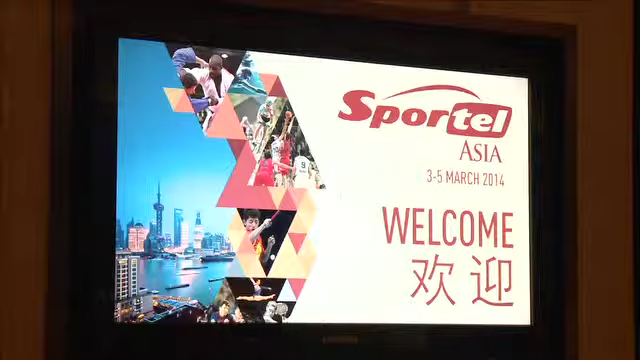 Sportel
ASIA
3-5 MARCH 2014
WELCOME
欢迎